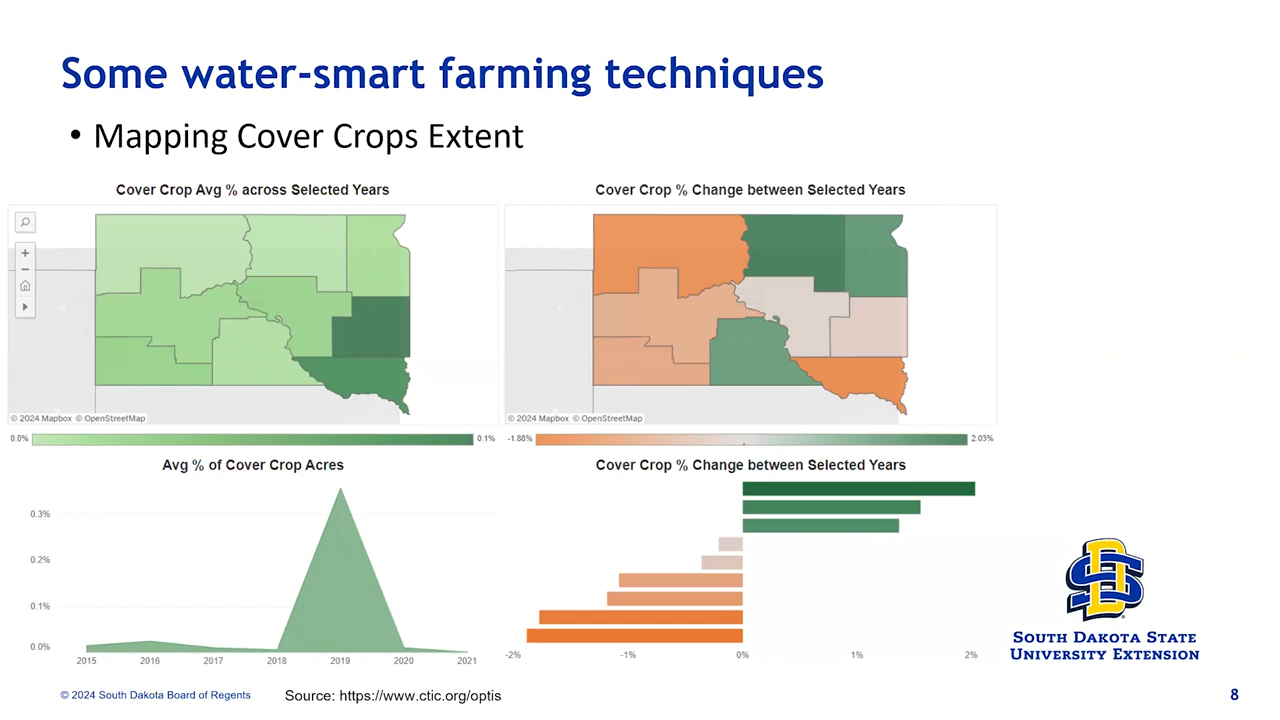 Some water-smart farming techniques
• Mapping Cover Crops Extent
Cover Crop Avg % across Selected Years
© 2024 Mapbox © OpenStreetMap
0.0%
0.1%
Cover Crop % Change between Selected Years
© 2024 Mapbox © OpenStreetMap
-1.88%
2.03%
Avg % of Cover Crop Acres
0.3%
0.2%
0.1%
0.0%
2015 2016 2017 2018 2019 2020 2021
Cover Crop % Change between Selected Years
-2% -1% 0% 1% 2%
SOUTH DAKOTA STATE
UNIVERSITY EXTENSION
© 2024 South Dakota Board of Regents
Source: https://www.ctic.org/optis
8